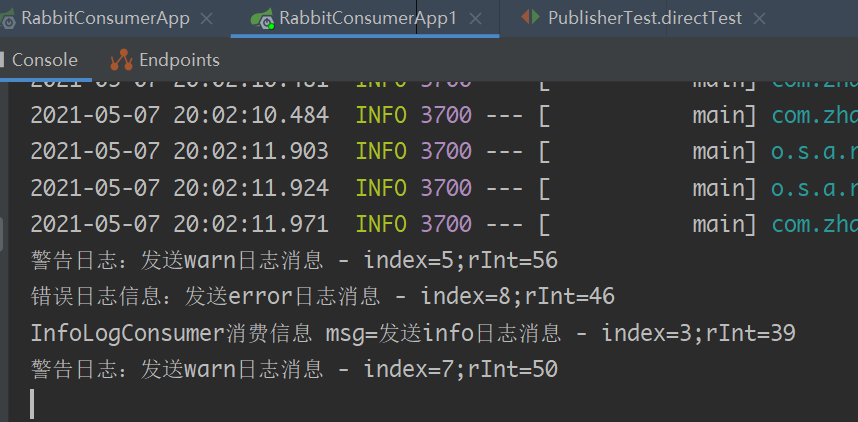 RabbitConsumerApp RabbitConsumerApp1 PublisherTest.directTest
Console Endpoints
INFO 3700 --- [ main] com.zha
2021-05-07 20:02:10.484 INFO 3700 --- [ main] com.zha
2021-05-07 20:02:11.903 INFO 3700 --- [ main] o.s.a.r
2021-05-07 20:02:11.924 INFO 3700 --- [ main] o.s.a.r
2021-05-07 20:02:11.971 INFO 3700 --- [ main] com.zha
警告日志：发送warn日志消息 - index=5;rInt=56
错误日志信息：发送error日志消息 - index=8;rInt=46
InfoLogConsumer消费信息 msg=发送info日志消息 - index=3;rInt=39
警告日志：发送warn日志消息 - index=7;rInt=50